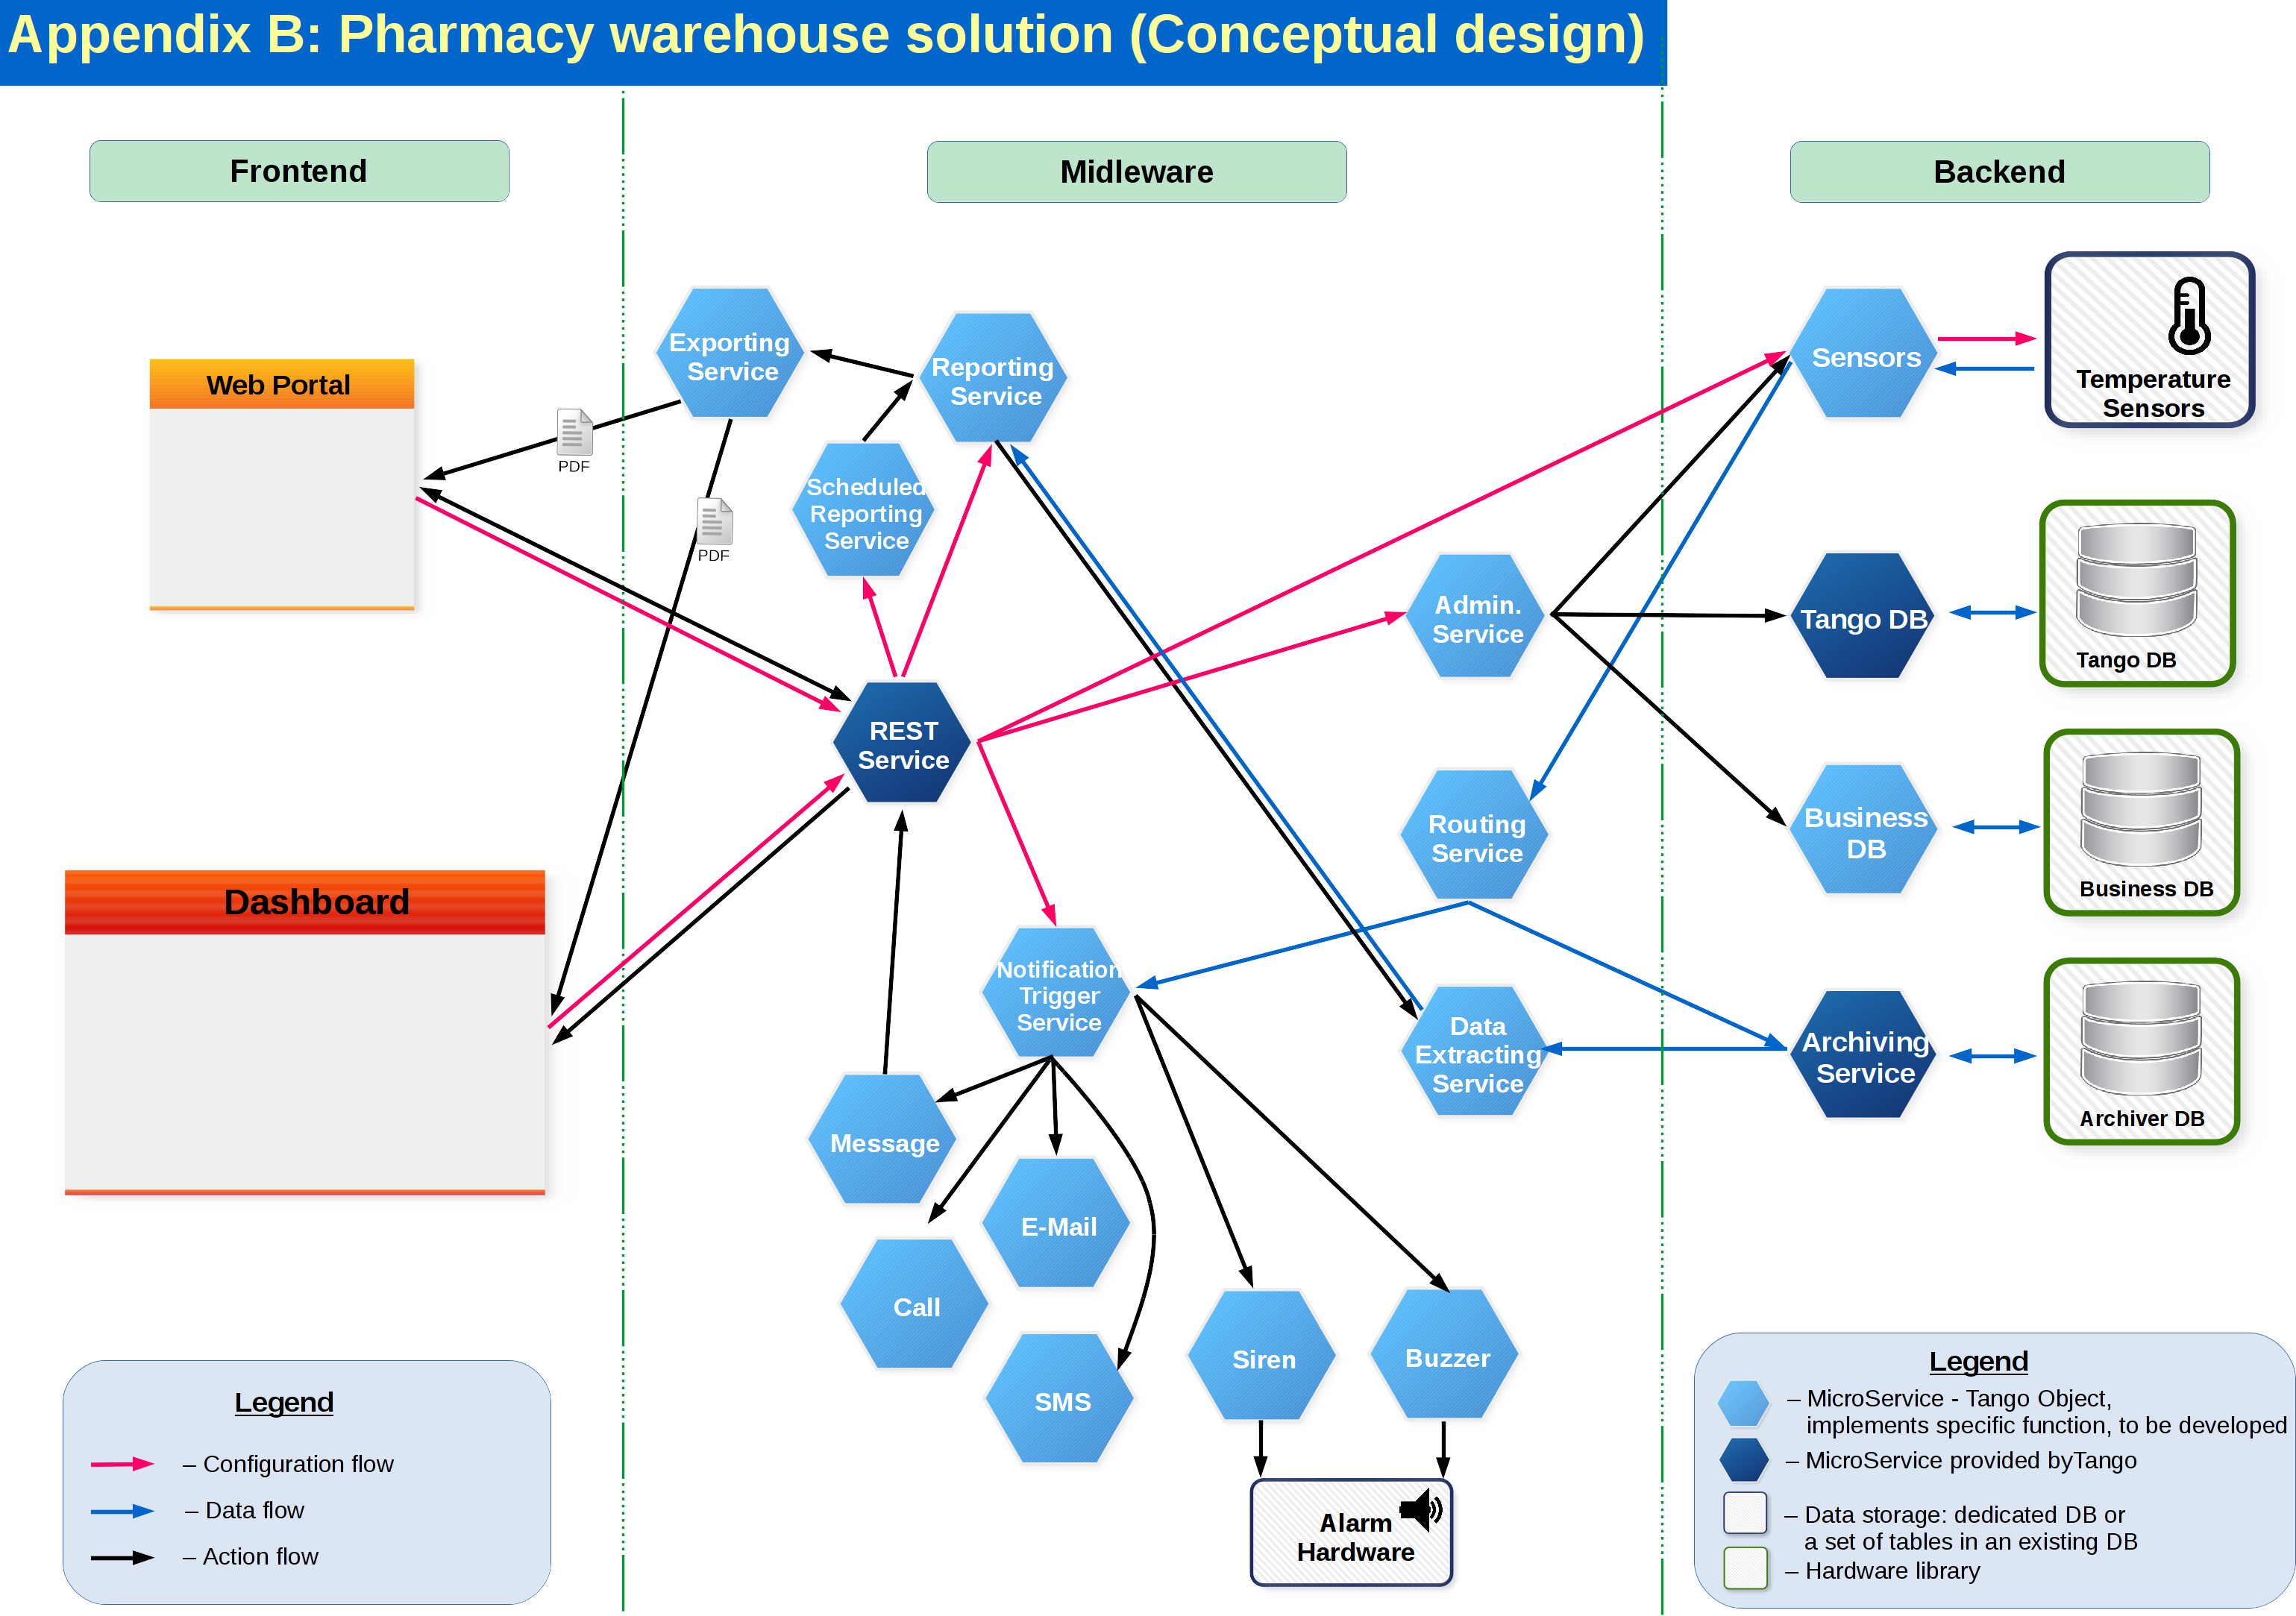 Appendix B: Pharmacy warehouse solution (Conceptual design)
Frontend
Midleware
Backend
Web Portal
PDF
PDF
Dashboard
Exporting
Service
Reporting
Service
Scheduled
Reporting
Service
REST
Service
Admin.
Service
Routing
Service
Notification
Trigger
Service
Data
Extracting
Service
Message
E-Mail
Call
SMS
Siren
Buzzer
Alarm
Hardware
Sensors
Temperature
Sensors
Tango DB
Tango DB
Business
DB
Business DB
Archiving
Service
Archiver DB
Legend
– Configuration flow
– Data flow
– Action flow
Legend
– MicroService - Tango Object,
implements specific function, to be developed
– MicroService provided byTango
– Data storage: dedicated DB or
a set of tables in an existing DB
– Hardware library